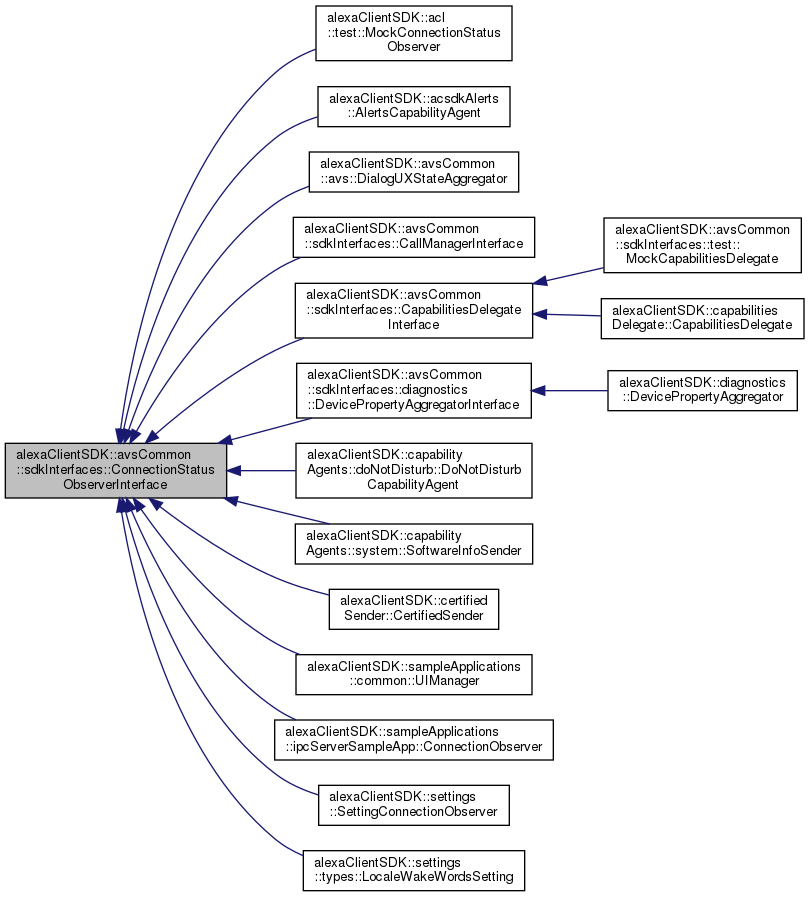 alexaClientSDK::acl
::test::MockConnectionStatus
Observer
alexaClientSDK::acsdkAlerts
::AlertsCapabilityAgent
alexaClientSDK::avsCommon
::avs::DialogUXStateAggregator
alexaClientSDK::avsCommon
::sdkInterfaces::CallManagerInterface
alexaClientSDK::avsCommon
::sdkInterfaces::test::
MockCapabilitiesDelegate
alexaClientSDK::avsCommon
::sdkInterfaces::CapabilitiesDelegate
Interface
alexaClientSDK::capabilities
Delegate::CapabilitiesDelegate
alexaClientSDK::avsCommon
::sdkInterfaces::diagnostics
::DevicePropertyAggregatorInterface
alexaClientSDK::diagnostics
::DevicePropertyAggregator
alexaClientSDK::avsCommon
::sdkInterfaces::ConnectionStatus
ObserverInterface
alexaClientSDK::capability
Agents::doNotDisturb::DoNotDisturb
CapabilityAgent
alexaClientSDK::capability
Agents::system::SoftwareInfoSender
alexaClientSDK::certified
Sender::CertifiedSender
alexaClientSDK::sampleApplications
::common::UIManager
alexaClientSDK::sampleApplications
::ipcServerSampleApp::ConnectionObserver
alexaClientSDK::settings
::SettingConnectionObserver
alexaClientSDK::settings
::types::LocaleWakeWordsSetting